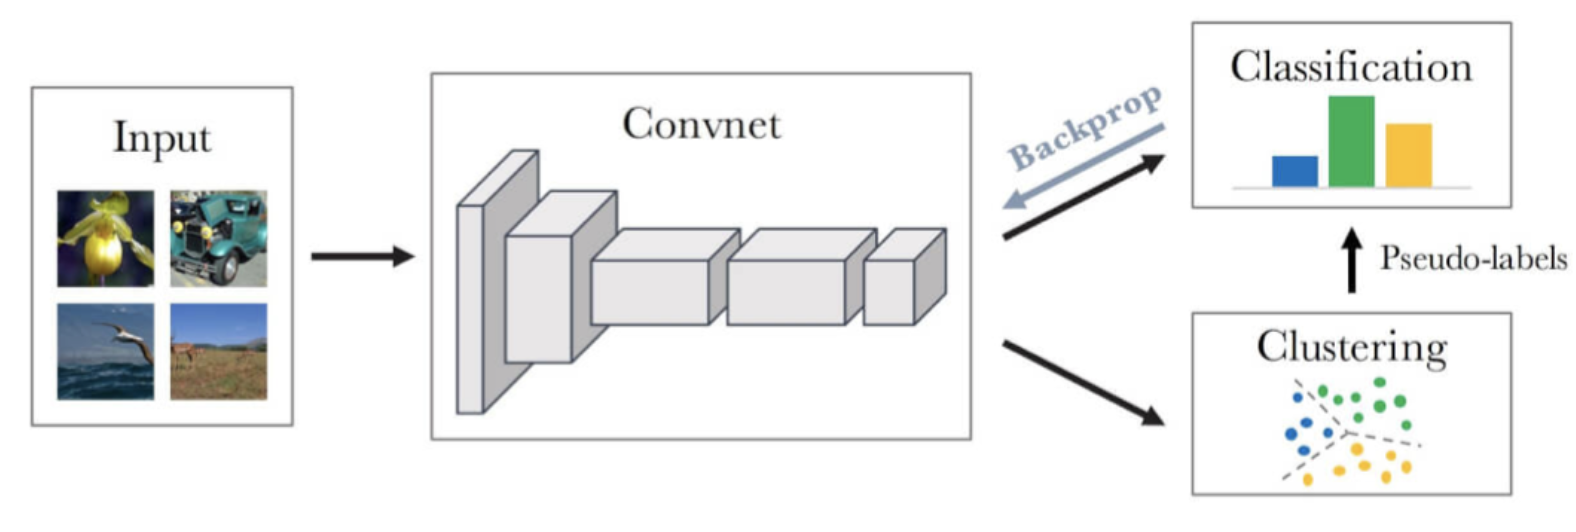 Input
Convnet
Backprop
Classification
Pseudo-labels
Clustering